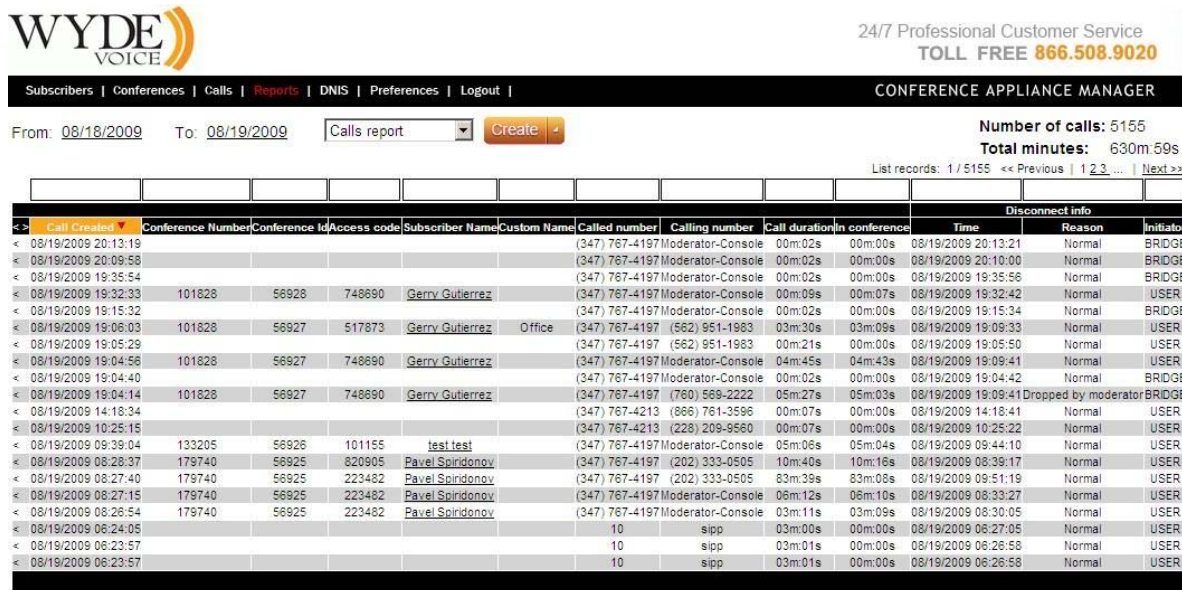 WYDE
VOICE
24/7 Professional Customer Service
TOLL FREE 866.508.9020
Subscribers | Conferences | Calls | Reports | DNIS | Preferences | Logout |
CONFERENCE APPLIANCE MANAGER
From: 08/18/2009 To: 08/19/2009 Calls report Create
Number of calls: 5155
Total minutes: 630m:59s
List records: 1 / 5155 << Previous | 1 2 3 ... | Next >>
Disconnect info
< > Call Created Conference Number Conference Id Access code Subscriber Name Custom Name Called number Calling number Call duration In conference Time Reason Initiato
< 08/19/2009 20:13:19 (347) 767-4197 Moderator-Console 00m:02s 00m:00s 08/19/2009 20:13:21 Normal BRIDGE
< 08/19/2009 20:09:58 (347) 767-4197 Moderator-Console 00m:02s 00m:00s 08/19/2009 20:10:00 Normal BRIDGE
< 08/19/2009 19:35:54 (347) 767-4197 Moderator-Console 00m:02s 00m:00s 08/19/2009 19:35:56 Normal BRIDGE
< 08/19/2009 19:32:33 101828 56928 748690 Gerry Gutierrez (347) 767-4197 Moderator-Console 00m:09s 00m:07s 08/19/2009 19:32:42 Normal USER
< 08/19/2009 19:15:32 (347) 767-4197 Moderator-Console 00m:02s 00m:00s 08/19/2009 19:15:34 Normal BRIDGE
< 08/19/2009 19:06:03 101828 56927 517873 Gerry Gutierrez Office (347) 767-4197 (562) 951-1983 03m:30s 03m:09s 08/19/2009 19:09:33 Normal USER
< 08/19/2009 19:05:29 (347) 767-4197 (562) 951-1983 00m:21s 00m:00s 08/19/2009 19:05:50 Normal USER
< 08/19/2009 19:04:56 101828 56927 748690 Gerry Gutierrez (347) 767-4197 Moderator-Console 04m:45s 04m:43s 08/19/2009 19:09:41 Normal USER
< 08/19/2009 19:04:40 (347) 767-4197 Moderator-Console 00m:02s 00m:00s 08/19/2009 19:04:42 Normal BRIDGE
< 08/19/2009 19:04:14 101828 56927 748690 Gerry Gutierrez (347) 767-4197 (760) 569-2222 05m:27s 05m:03s 08/19/2009 19:09:41 Dropped by moderator BRIDGE
< 08/19/2009 14:18:34 (347) 767-4213 (866) 761-3596 00m:07s 00m:00s 08/19/2009 14:18:41 Normal USER
< 08/19/2009 10:25:15 (347) 767-4213 (228) 209-9560 00m:07s 00m:00s 08/19/2009 10:25:22 Normal USER
< 08/19/2009 09:39:04 133205 56926 101155 test test (347) 767-4197 Moderator-Console 05m:06s 05m:04s 08/19/2009 09:44:10 Normal USER
< 08/19/2009 08:28:37 179740 56925 820905 Pavel Spiridonov (347) 767-4197 (202) 333-0505 10m:40s 10m:16s 08/19/2009 08:39:17 Normal USER
< 08/19/2009 08:27:40 179740 56925 223482 Pavel Spiridonov (347) 767-4197 (202) 333-0505 83m:39s 83m:08s 08/19/2009 09:51:19 Normal USER
< 08/19/2009 08:27:15 179740 56925 223482 Pavel Spiridonov (347) 767-4197 Moderator-Console 06m:12s 06m:10s 08/19/2009 08:33:27 Normal USER
< 08/19/2009 08:26:54 179740 56925 223482 Pavel Spiridonov (347) 767-4197 Moderator-Console 03m:11s 03m:09s 08/19/2009 08:30:05 Normal USER
< 08/19/2009 06:24:05 10 sipp 03m:00s 00m:00s 08/19/2009 06:27:05 Normal USER
< 08/19/2009 06:23:57 10 sipp 03m:01s 00m:00s 08/19/2009 06:26:58 Normal USER
< 08/19/2009 06:23:57 10 sipp 03m:01s 00m:00s 08/19/2009 06:26:58 Normal USER